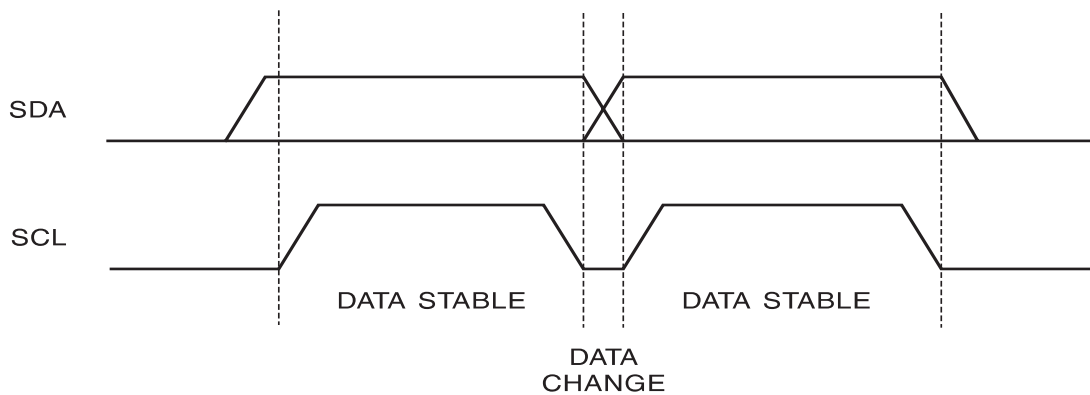 SDA
SCL
DATA STABLE
DATA STABLE
DATA
CHANGE